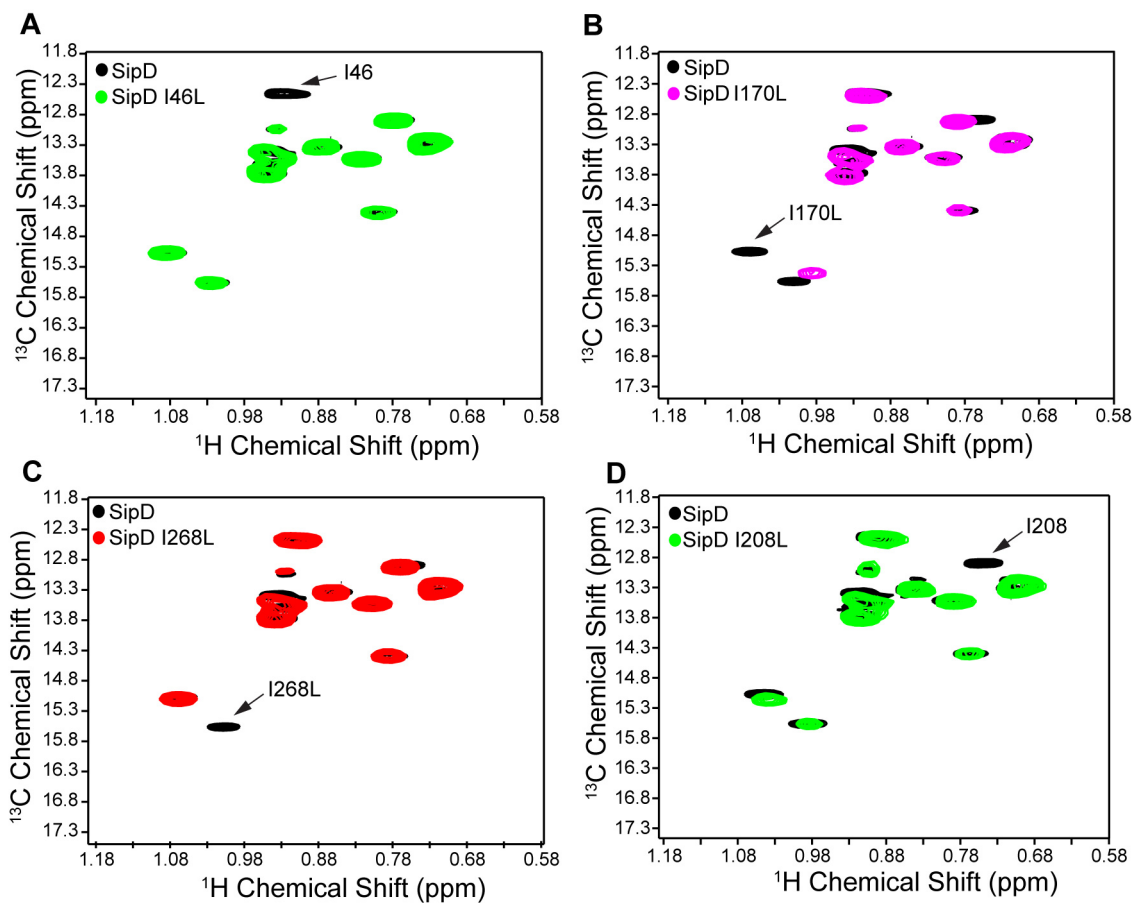 A
11.8
12.3
12.8
13.3
13.8
14.3
14.8
15.3
15.8
16.3
16.8
17.3
13C Chemical Shift (ppm)
SipD
SipD I46L
I46
1.18 1.08 0.98 0.88 0.78 0.68 0.58
1H Chemical Shift (ppm)
B
11.8
12.3
12.8
13.3
13.8
14.3
14.8
15.3
15.8
16.3
16.8
17.3
13C Chemical Shift (ppm)
SipD
SipD I170L
I170L
1.18 1.08 0.98 0.88 0.78 0.68 0.58
1H Chemical Shift (ppm)
C
11.8
12.3
12.8
13.3
13.8
14.3
14.8
15.3
15.8
16.3
16.8
17.3
13C Chemical Shift (ppm)
SipD
SipD I268L
I268L
1.18 1.08 0.98 0.88 0.78 0.68 0.58
1H Chemical Shift (ppm)
D
11.8
12.3
12.8
13.3
13.8
14.3
14.8
15.3
15.8
16.3
16.8
17.3
13C Chemical Shift (ppm)
SipD
SipD I208L
I208
1.18 1.08 0.98 0.88 0.78 0.68 0.58
1H Chemical Shift (ppm)